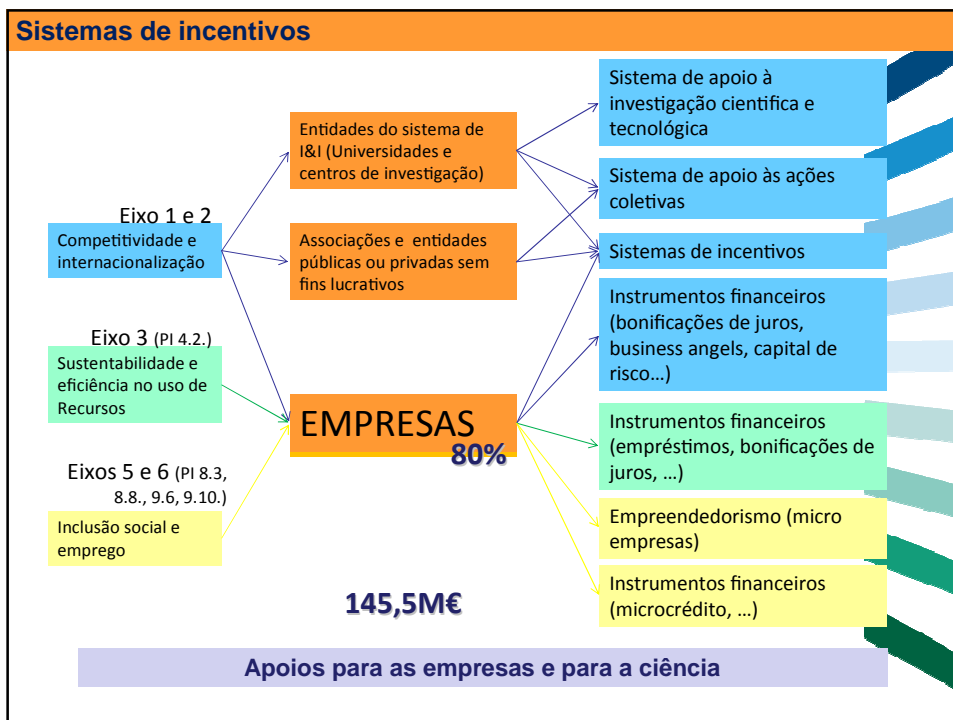 Sistemas de incentivos
Eixo 1 e 2
Competitividade e
internacionalização
Eixo 3 (PI 4.2.)
Sustentabilidade e
eficiência no uso de
Recursos
Eixos 5 e 6 (PI 8.3,
8.8., 9.6, 9.10.)
Inclusão social e
emprego
Entidades do sistema de
I&I (Universidades e
centros de investigação)
Associações e entidades
públicas ou privadas sem
fins lucrativos
EMPRESAS
80%
145,5M€
Sistema de apoio à
investigação cientifica e
tecnológica
Sistema de apoio às ações
coletivas
Sistemas de incentivos
Instrumentos financeiros
(bonificações de juros,
business angels, capital de
risco…)
Instrumentos financeiros
(empréstimos, bonificações de
juros, …)
Empreendedorismo (micro
empresas)
Instrumentos financeiros
(microcrédito, …)
Apoios para as empresas e para a ciência